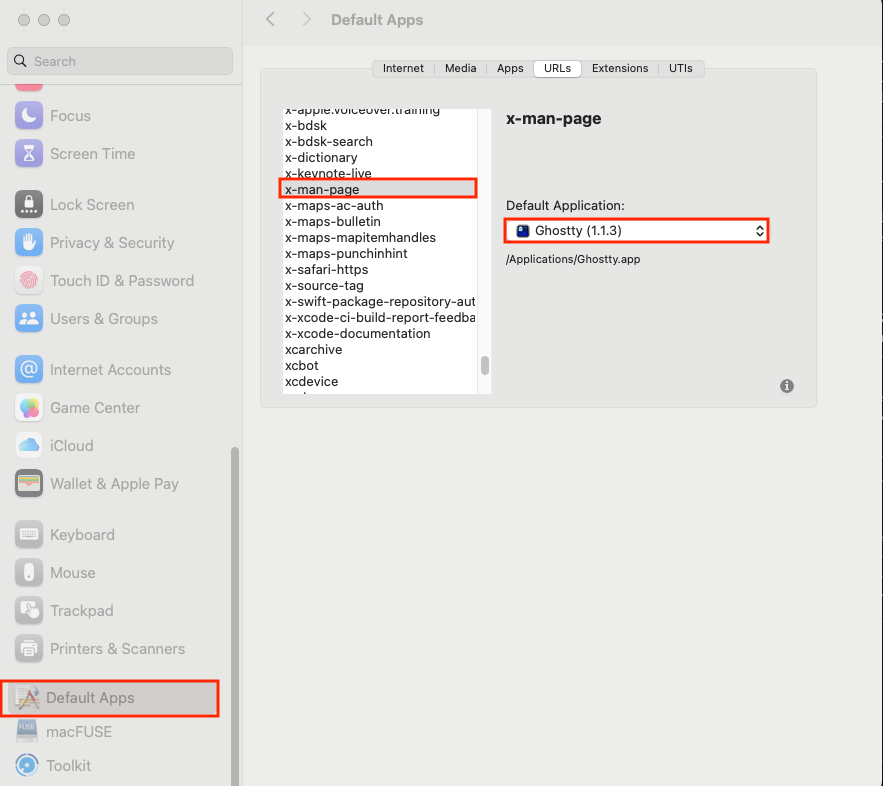 Default Apps
Search
Focus
Screen Time
Lock Screen
Privacy & Security
Touch ID & Password
Users & Groups
Internet Accounts
Game Center
iCloud
Wallet & Apple Pay
Keyboard
Mouse
Trackpad
Printers & Scanners
Default Apps
macFUSE
Toolkit
Internet
Media
Apps
URLs
Extensions
UTIs
x-apple.voiceover.training
x-bdsk
x-bdsk-search
x-dictionary
x-keynote-live
x-man-page
x-maps-ac-auth
x-maps-bulletin
x-maps-mapitemhandles
x-maps-punchinhint
x-safari-https
x-source-tag
x-swift-package-repository-aut
x-xcode-ci-build-report-feedba
x-xcode-documentation
xcarchive
xcbot
xcdevice
x-man-page
Default Application:
Ghostty (1.1.3)
/Applications/Ghostty.app